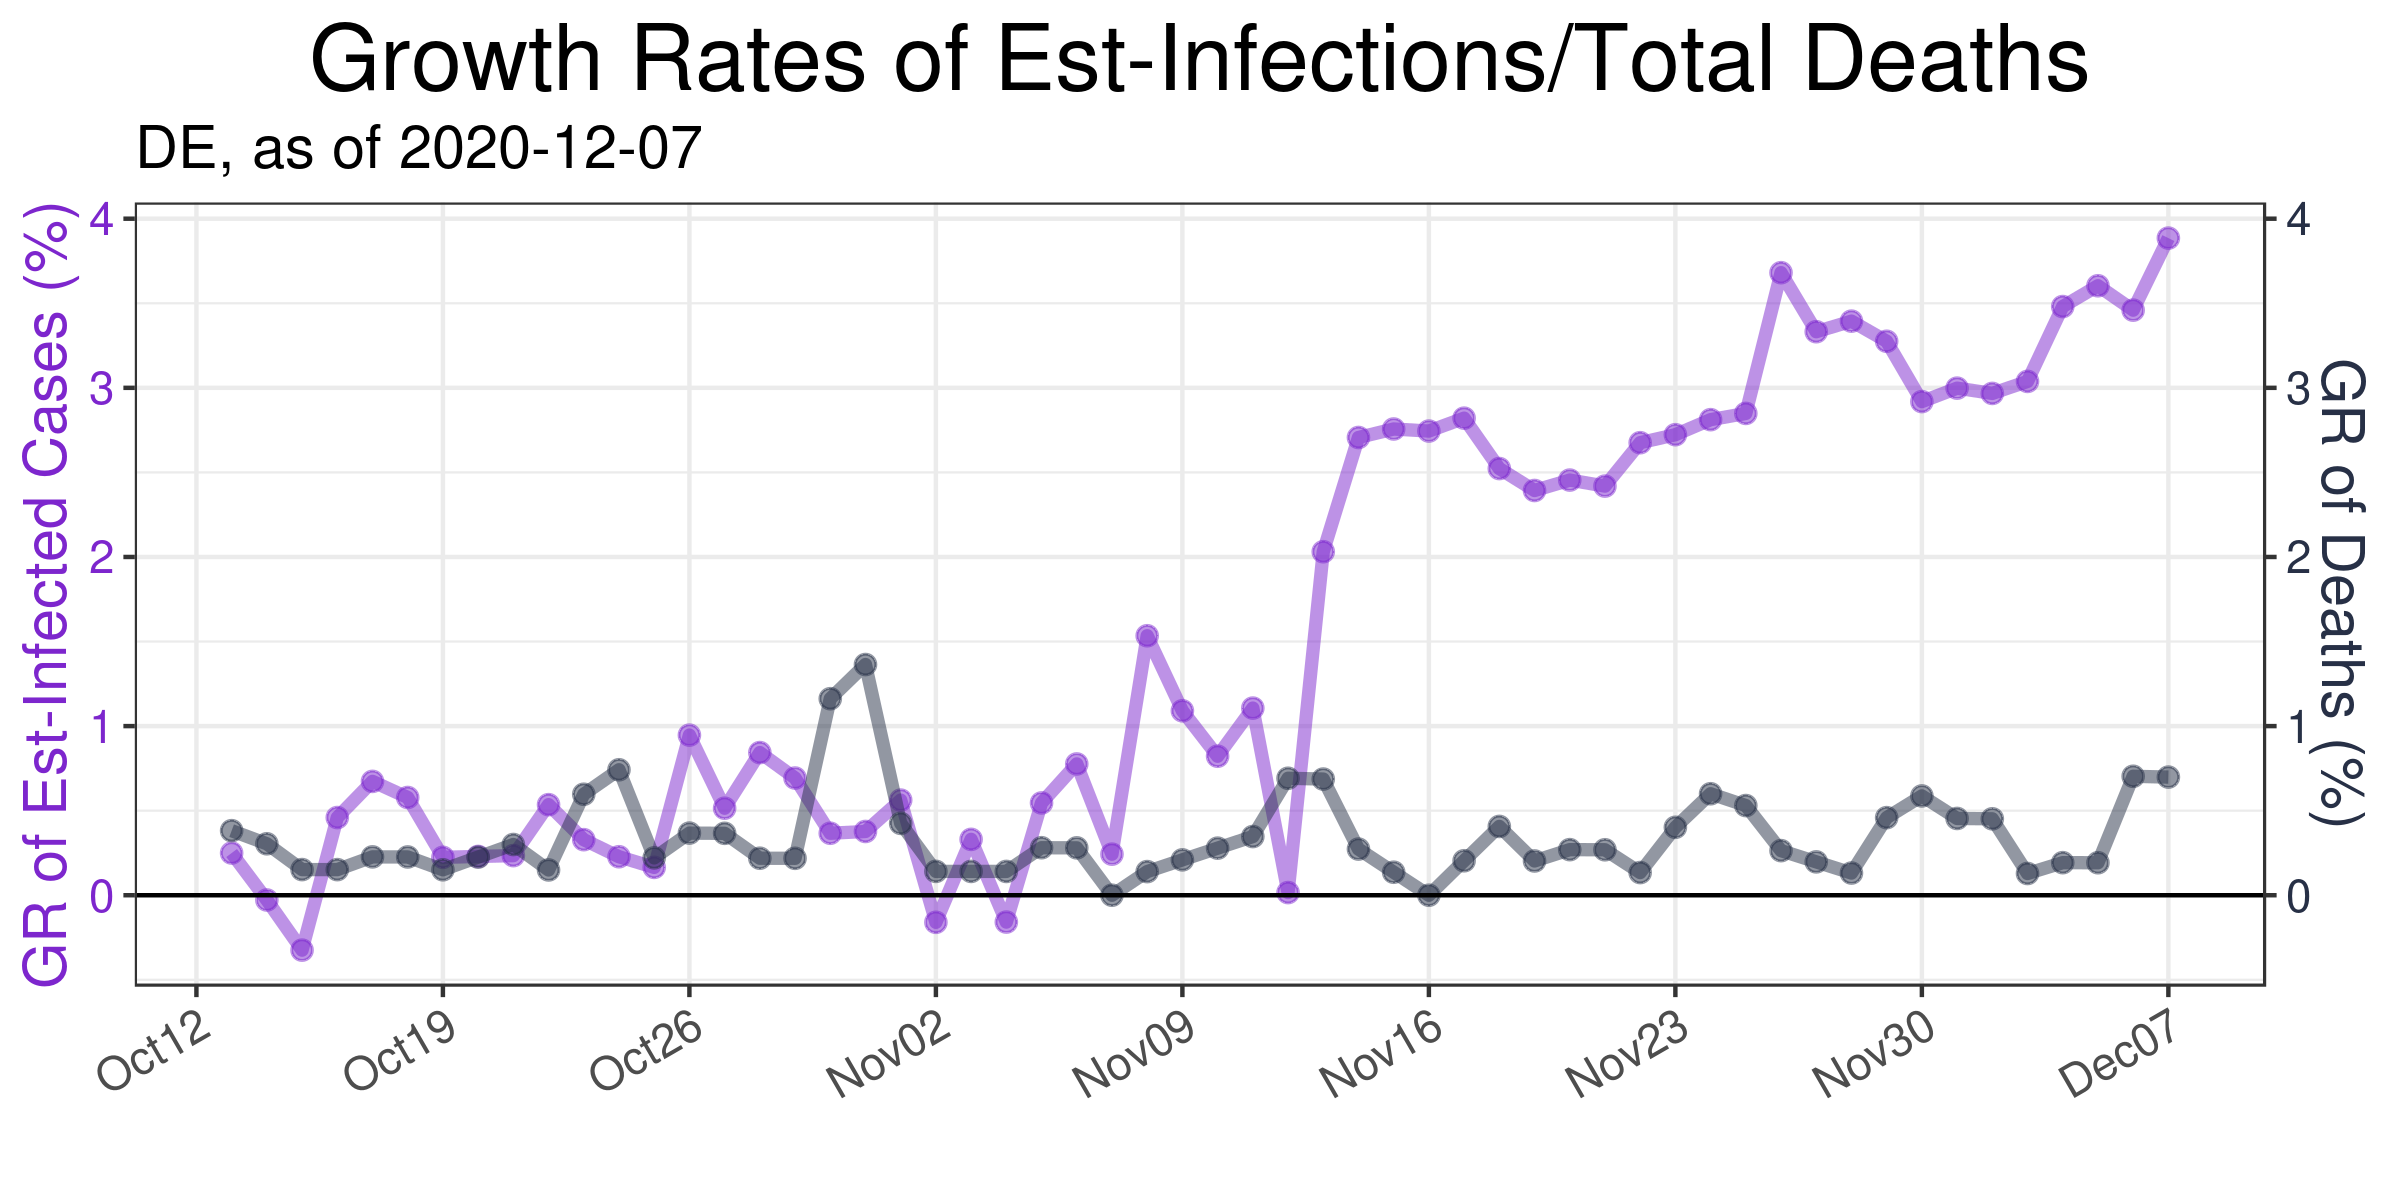 Growth Rates of Est-Infections/Total Deaths
DE, as of 2020-12-07
GR of Est-Infected Cases (%)
4
3
2
1
0
4
3
2
1
0
GR of Deaths (%)
Oct12
Oct19
Oct26
Nov02
Nov09
Nov16
Nov23
Nov30
Dec07